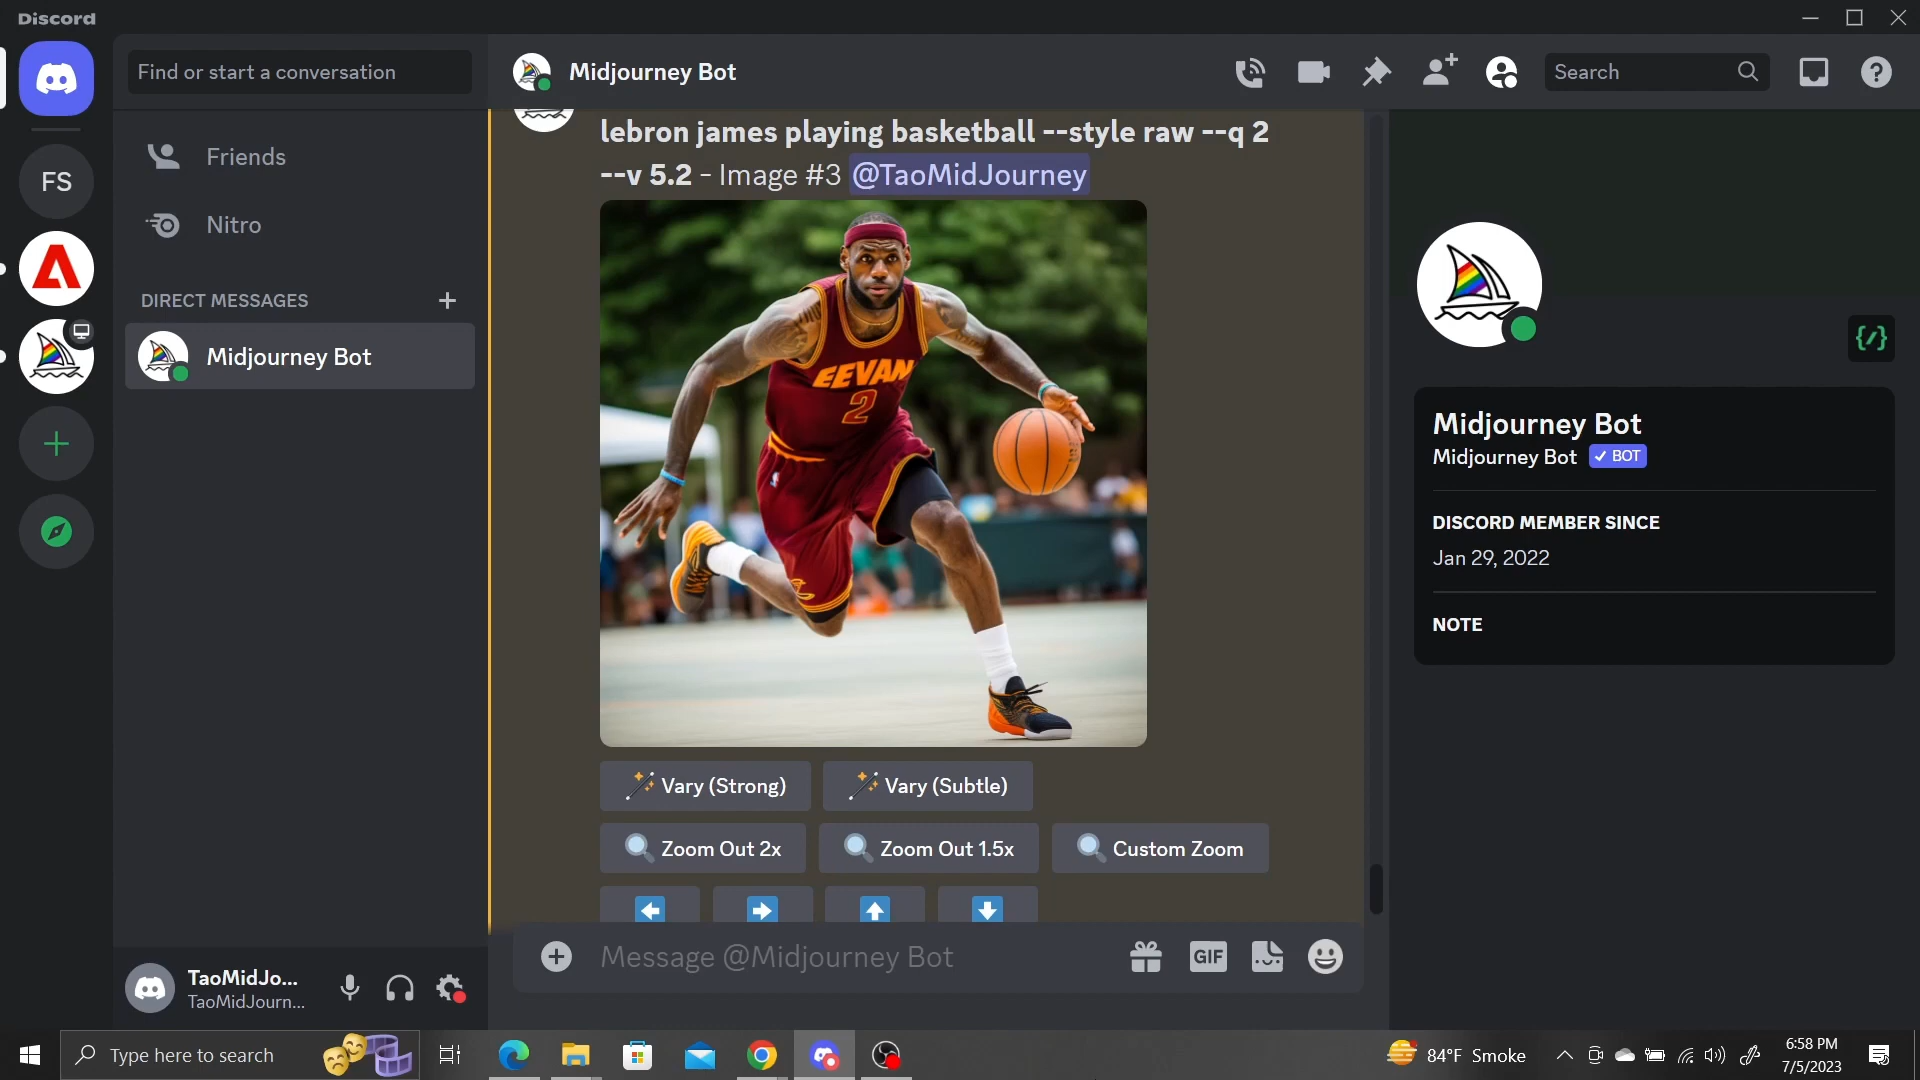 Discord
Find or start a conversation
Midjourney Bot
Search
FS
Friends
Nitro
DIRECT MESSAGES
Midjourney Bot
lebron james playing basketball --style raw --q 2
--v 5.2 - Image #3 @TaoMidJourney
EEVAN
2
Vary (Strong)
Vary (Subtle)
Zoom Out 2x
Zoom Out 1.5x
Custom Zoom
Message @Midjourney Bot
GIF
Midjourney Bot
Midjourney Bot
BOT
DISCORD MEMBER SINCE
Jan 29, 2022
NOTE
TaoMidJo...
TaoMidJourn...
Type here to search
84°F Smoke
6:58 PM
7/5/2023